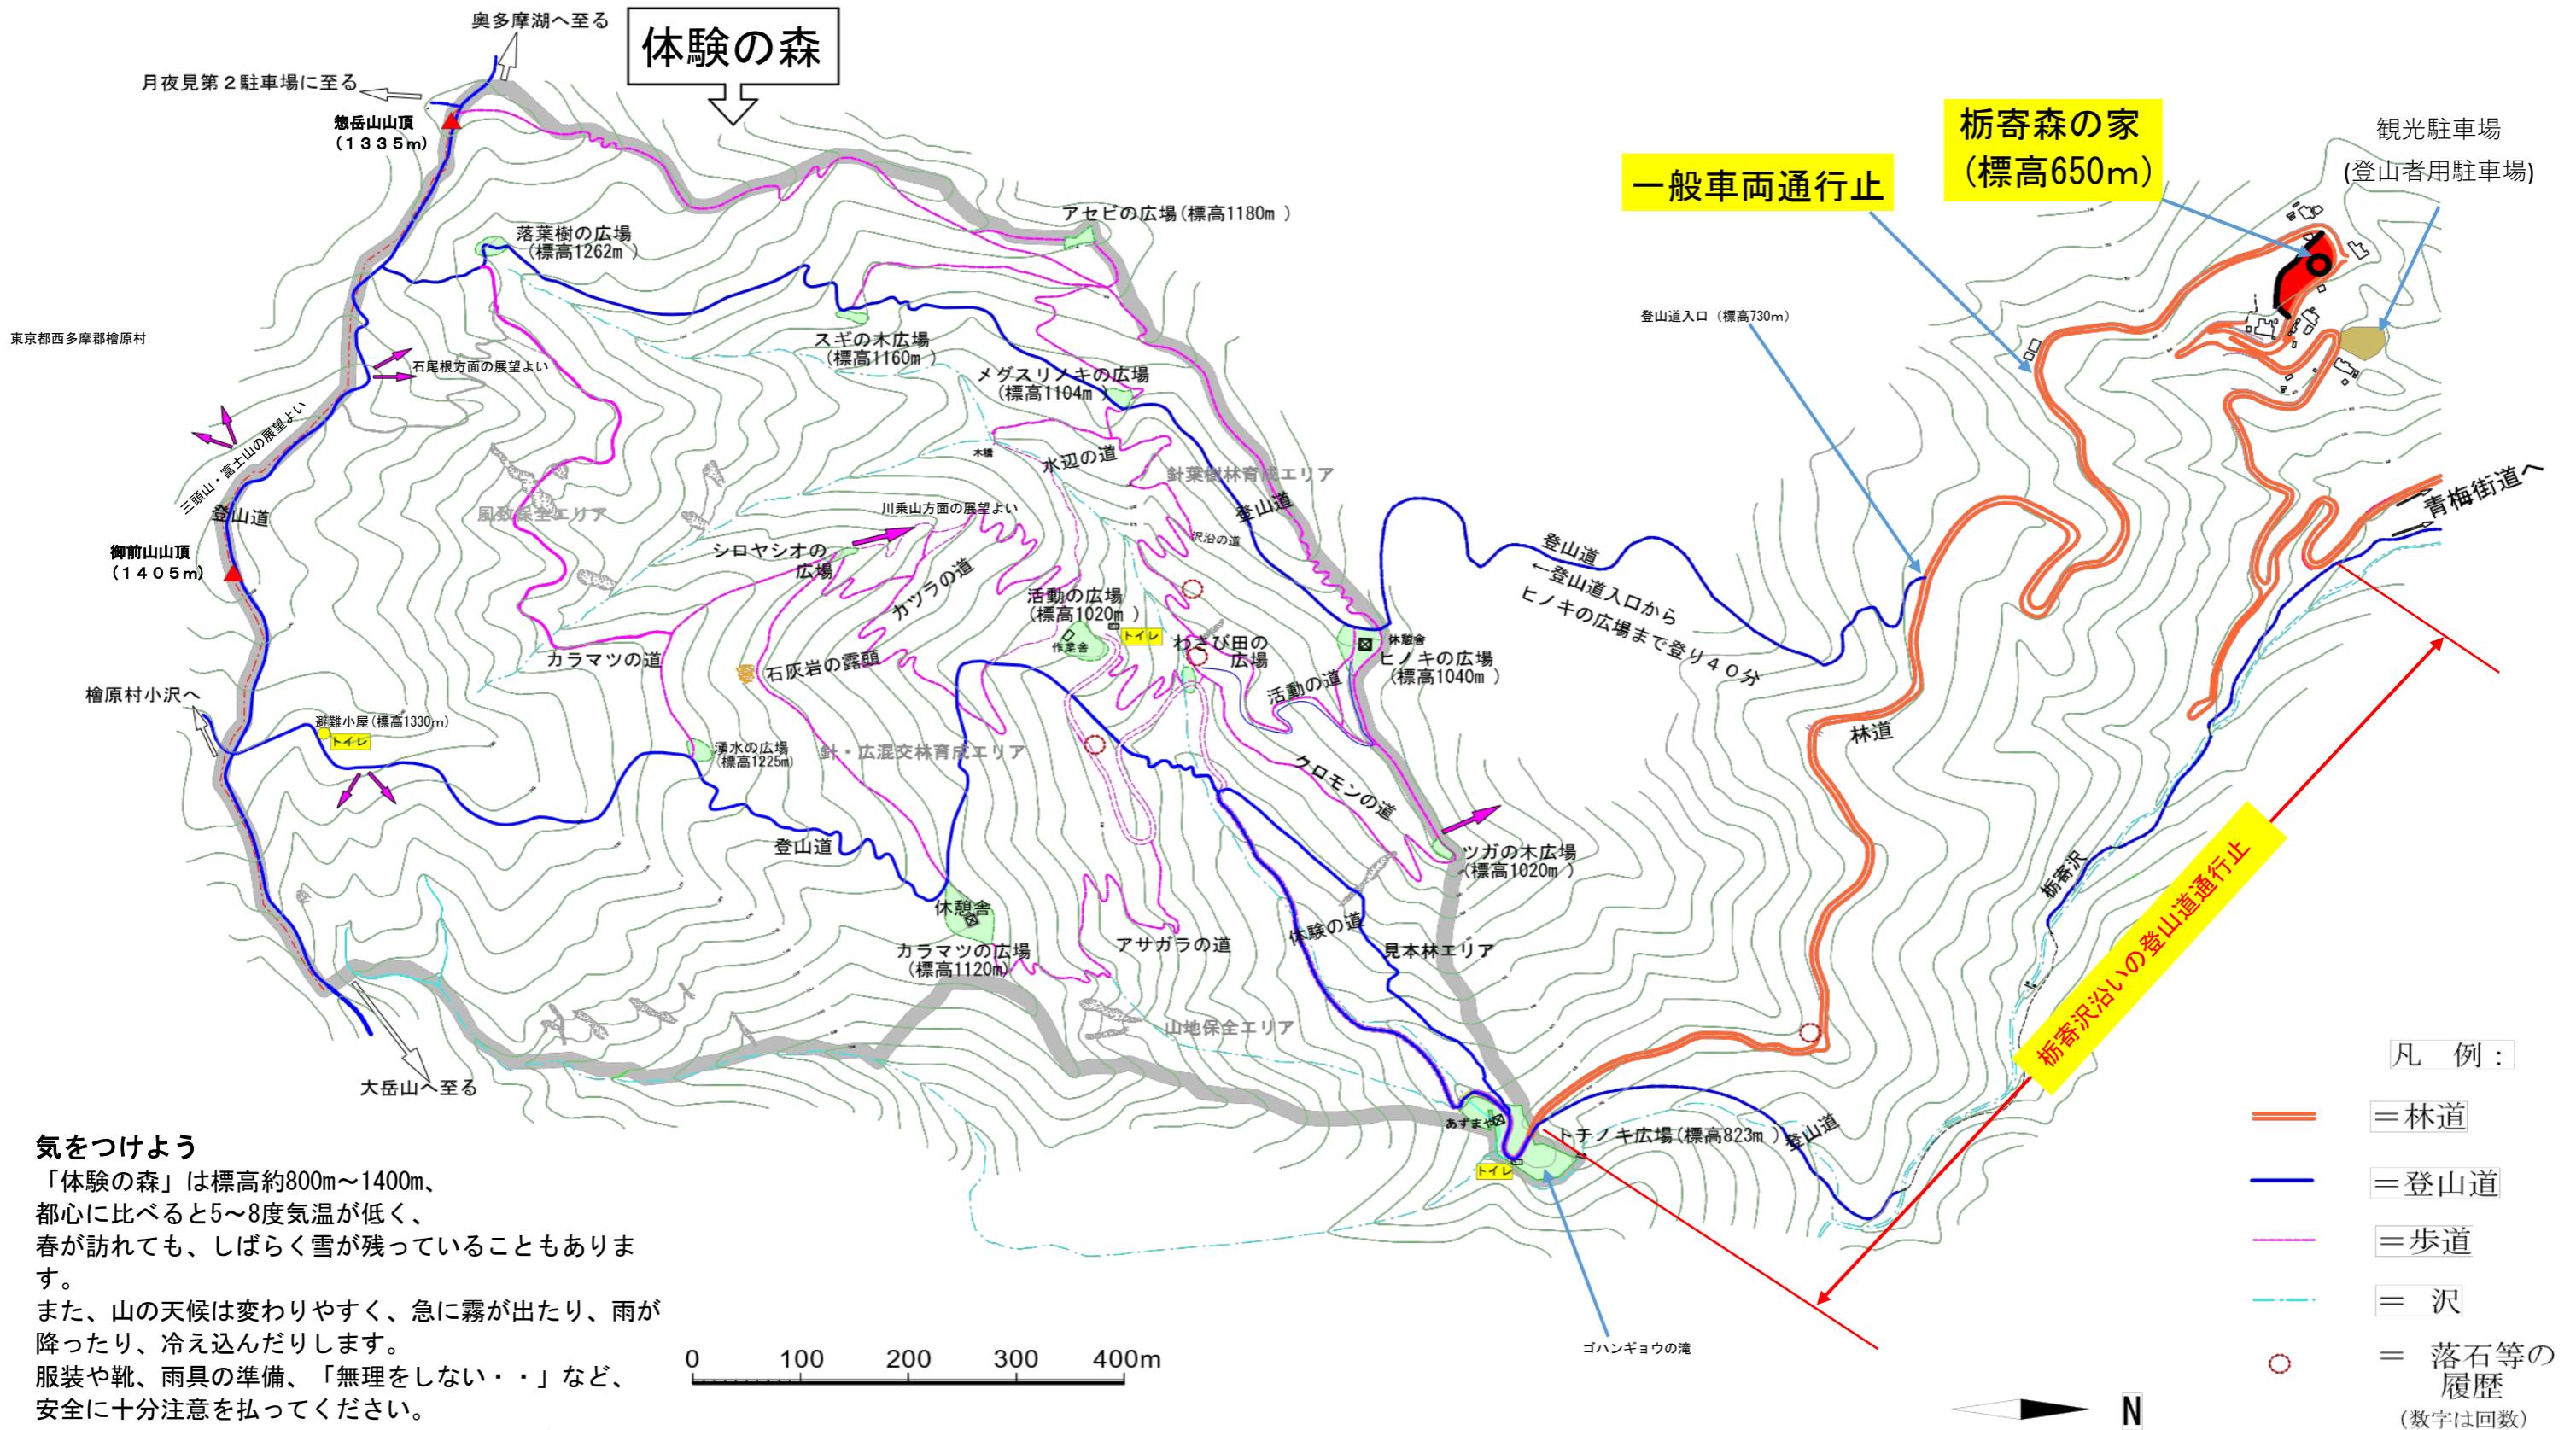 奥多摩湖へ至る
体験の森
月夜見第2駐車場に至る
惣岳山山頂
(1335m)
栃寄森の家
(標高650m)
観光駐車場
(登山者用駐車場)
一般車両通行止
アセビの広場(標高1180m )
落葉樹の広場
(標高1262m )
登山道入口 (標高730m)
東京都西多摩郡檜原村
スギの木広場
(標高1160m )
石尾根方面の展望よい
メグスリノキの広場
(標高1104m )
三頭山・富士山の展望よい
木橋
水辺の道
針葉樹林育成エリア
登山道
青梅街道へ
登山道
風致保全エリア
川乗山方面の展望よい
沢沿の道
御前山山頂
(1405m)
シロヤシオの
広場
カツラの道
登山道
←登山道入口から
ヒノキの広場まで登り40分
活動の広場
(標高1020m )
トイレ
作業舎
わさび田の
広場
休憩舎
ヒノキの広場
(標高1040m )
カラマツの道
石灰岩の露頭
活動の道
檜原村小沢へ
避難小屋(標高1330m)
トイレ
湧水の広場
(標高1225m)
針・広混交林育成エリア
林道
クロモンの道
登山道
ツガの木広場
(標高1020m )
栃寄沢
栃寄沢沿いの登山道通行止
休憩舎
カラマツの広場
(標高1120m)
アサガラの道
体験の道
見本林エリア
山地保全エリア
大岳山へ至る
あずまや
トチノキ広場(標高823m )
登山道
トイレ
ゴハンギョウの滝
気をつけよう
「体験の森」は標高約800m～1400m、
都心に比べると5～8度気温が低く、
春が訪れても、しばらく雪が残っていることもありま
す。
また、山の天候は変わりやすく、急に霧が出たり、雨が
降ったり、冷え込んだりします。
服装や靴、雨具の準備、「無理をしない・・」など、
安全に十分注意を払ってください。
0 100 200 300 400m
凡 例:
=林道
=登山道
=歩道
= 沢
= 落石等の
履歴
(数字は回数)
N